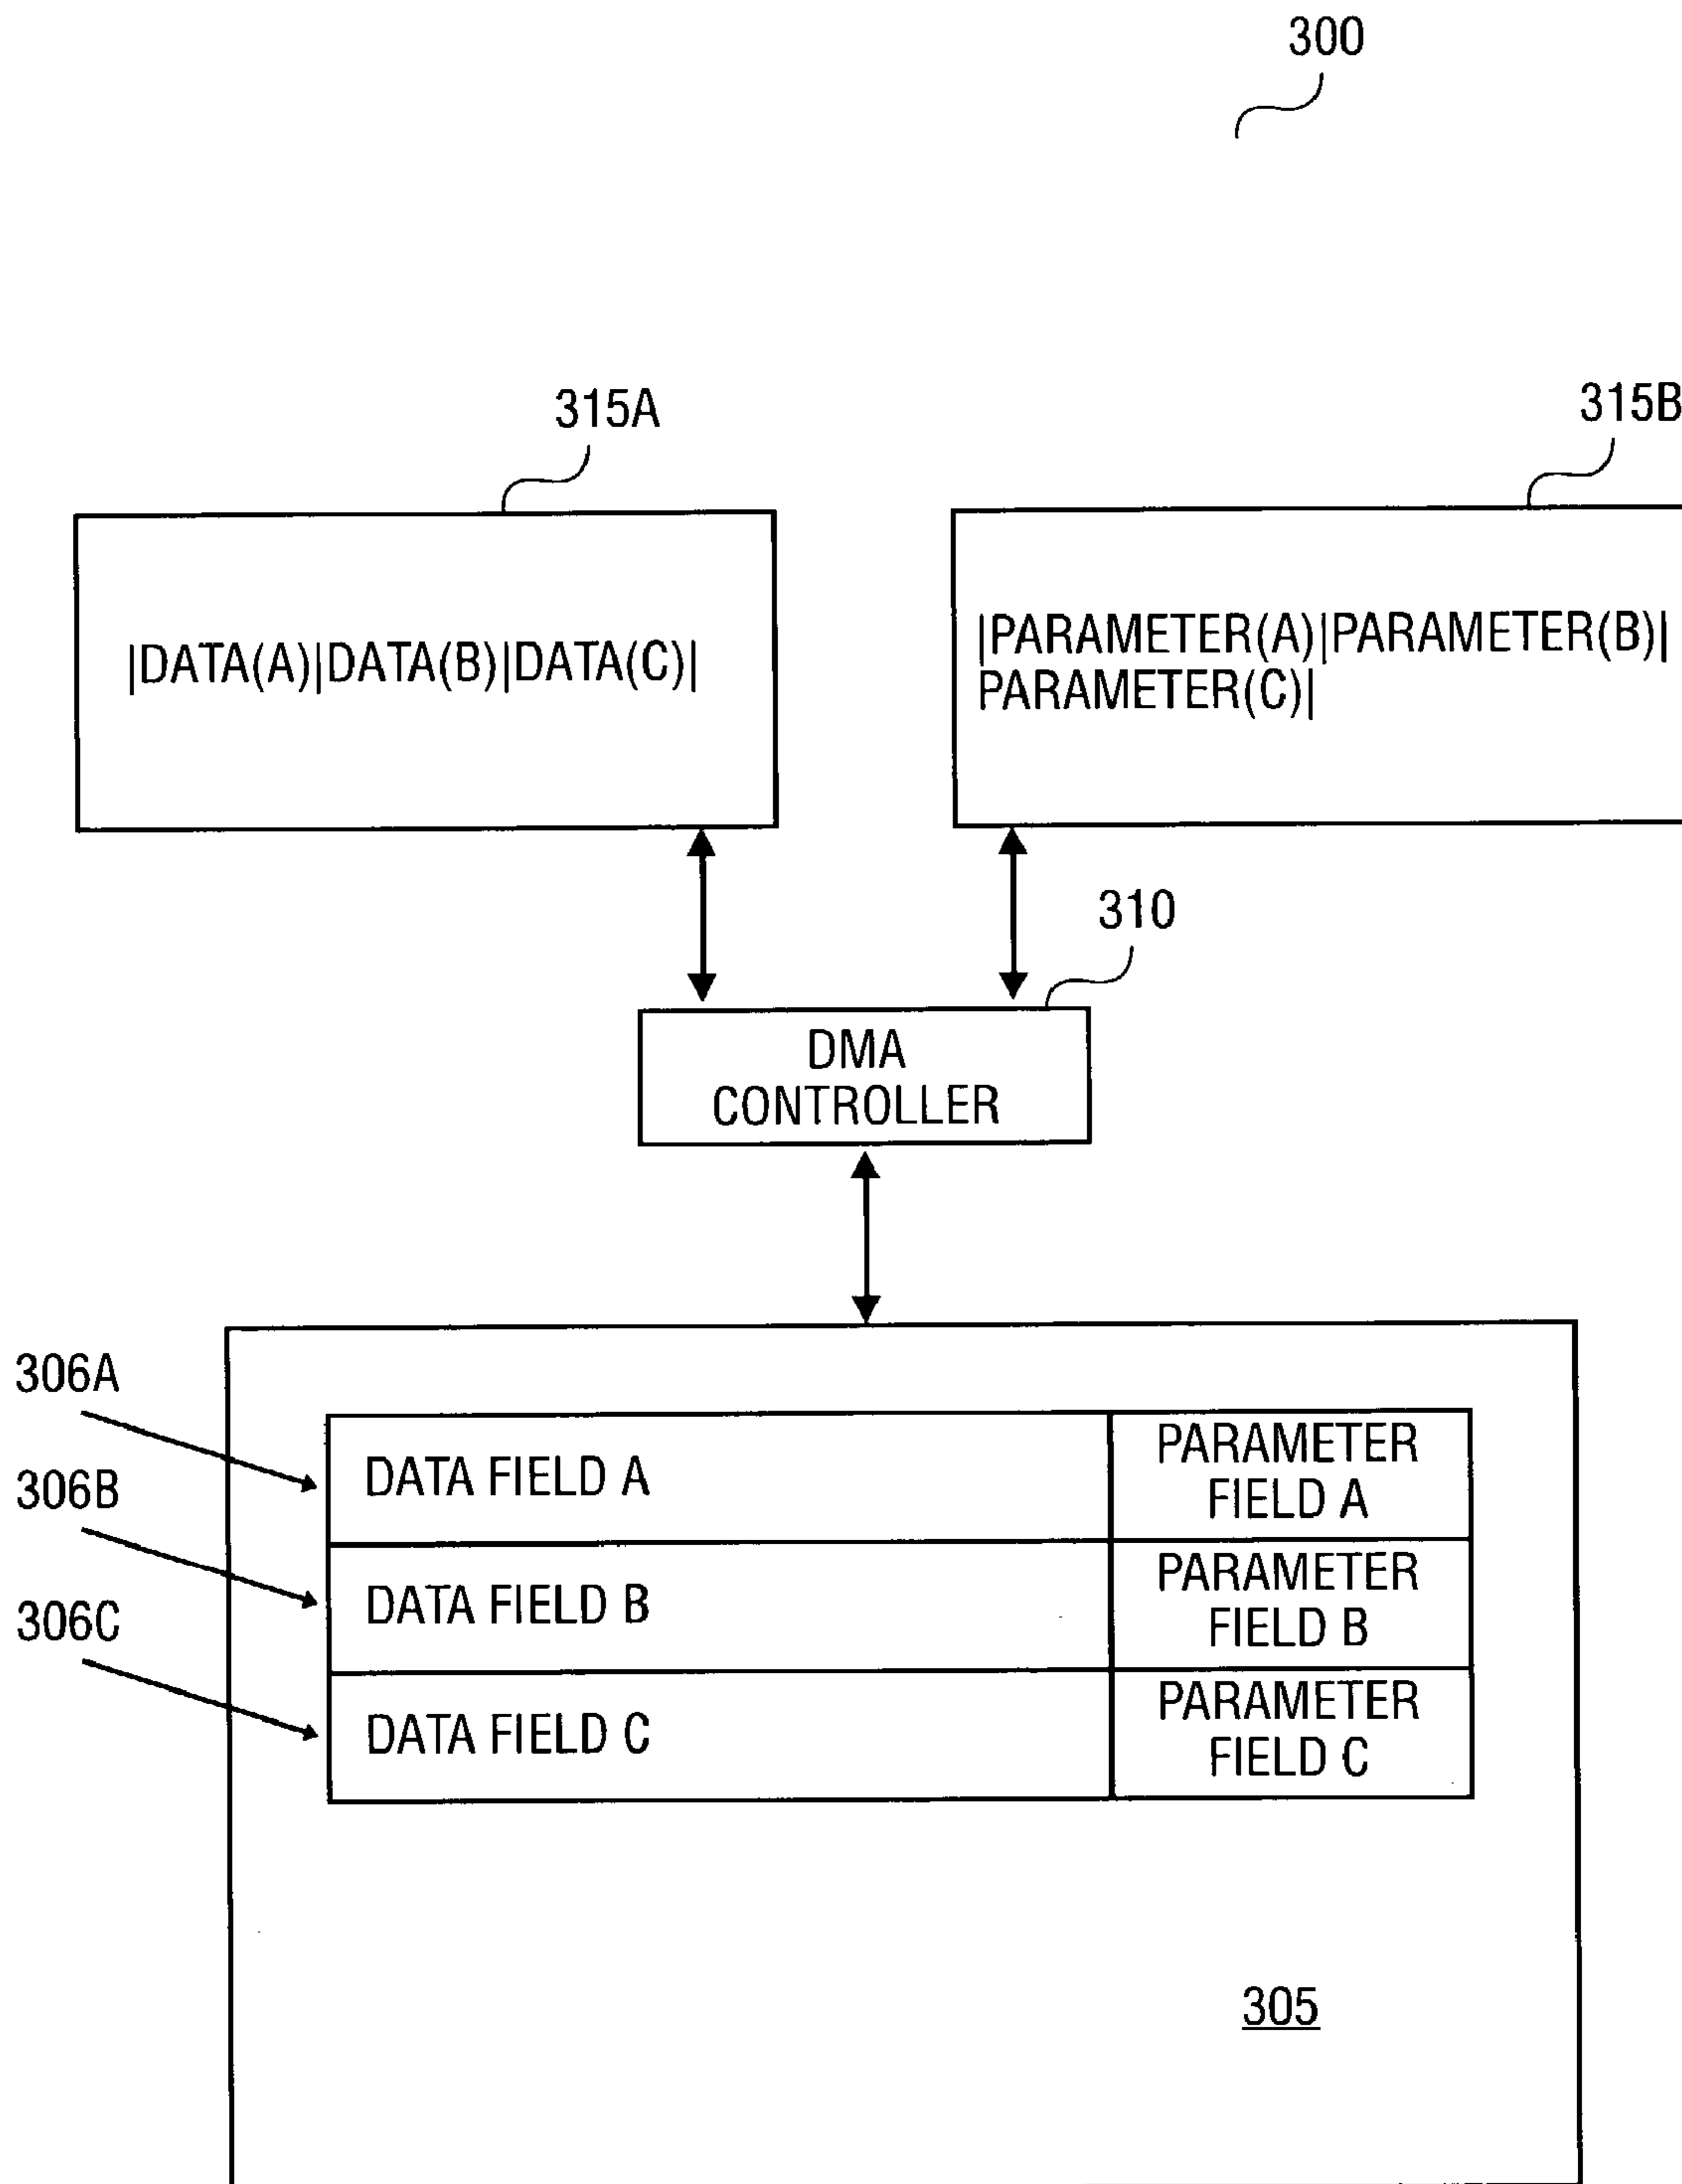 300
315A
315B
|DATA(A)|DATA(B)|DATA(C)|
|PARAMETER(A)|PARAMETER(B)|
PARAMETER(C)|
310
DMA
CONTROLLER
306A
306B
306C
DATA FIELD A
PARAMETER
FIELD A
DATA FIELD B
PARAMETER
FIELD B
DATA FIELD C
PARAMETER
FIELD C
305